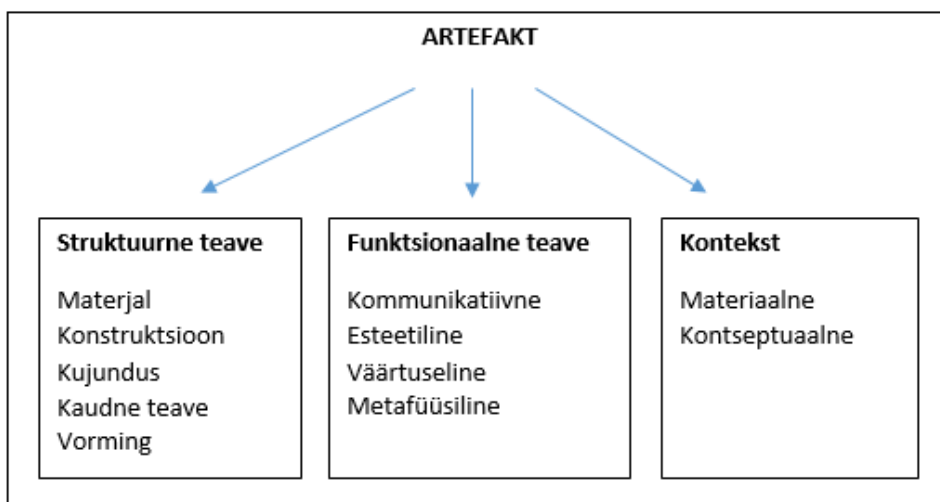 ARTEFAKT
Struktuurne teave
Materjal
Konstruktsioon
Kujundus
Kaudne teave
Vorming
Funktsionaalne teave
Kommunikatiivne
Esteetiline
Väärtuseline
Metafüüsiline
Kontekst
Materiaalne
Kontseptuaalne